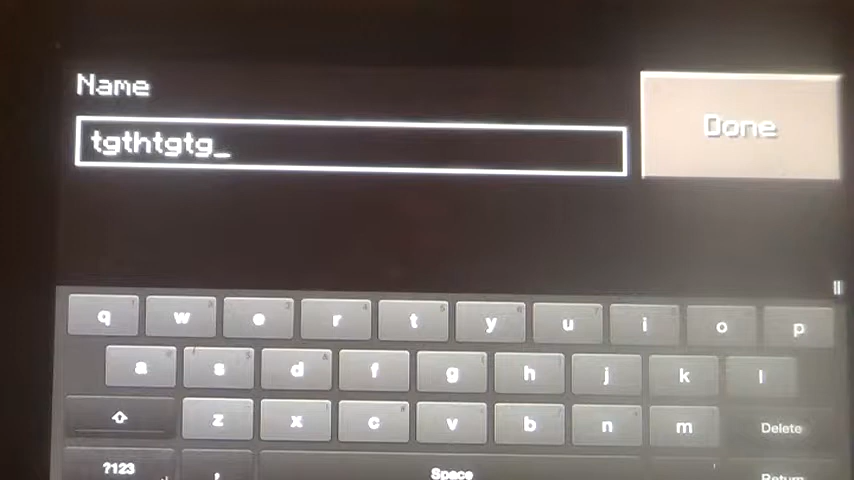 Name
tgthtgtg_
Done
q w e r t y u i o p
a s d f g h j k l
z x c v b n m Delete
?123 , Space Return